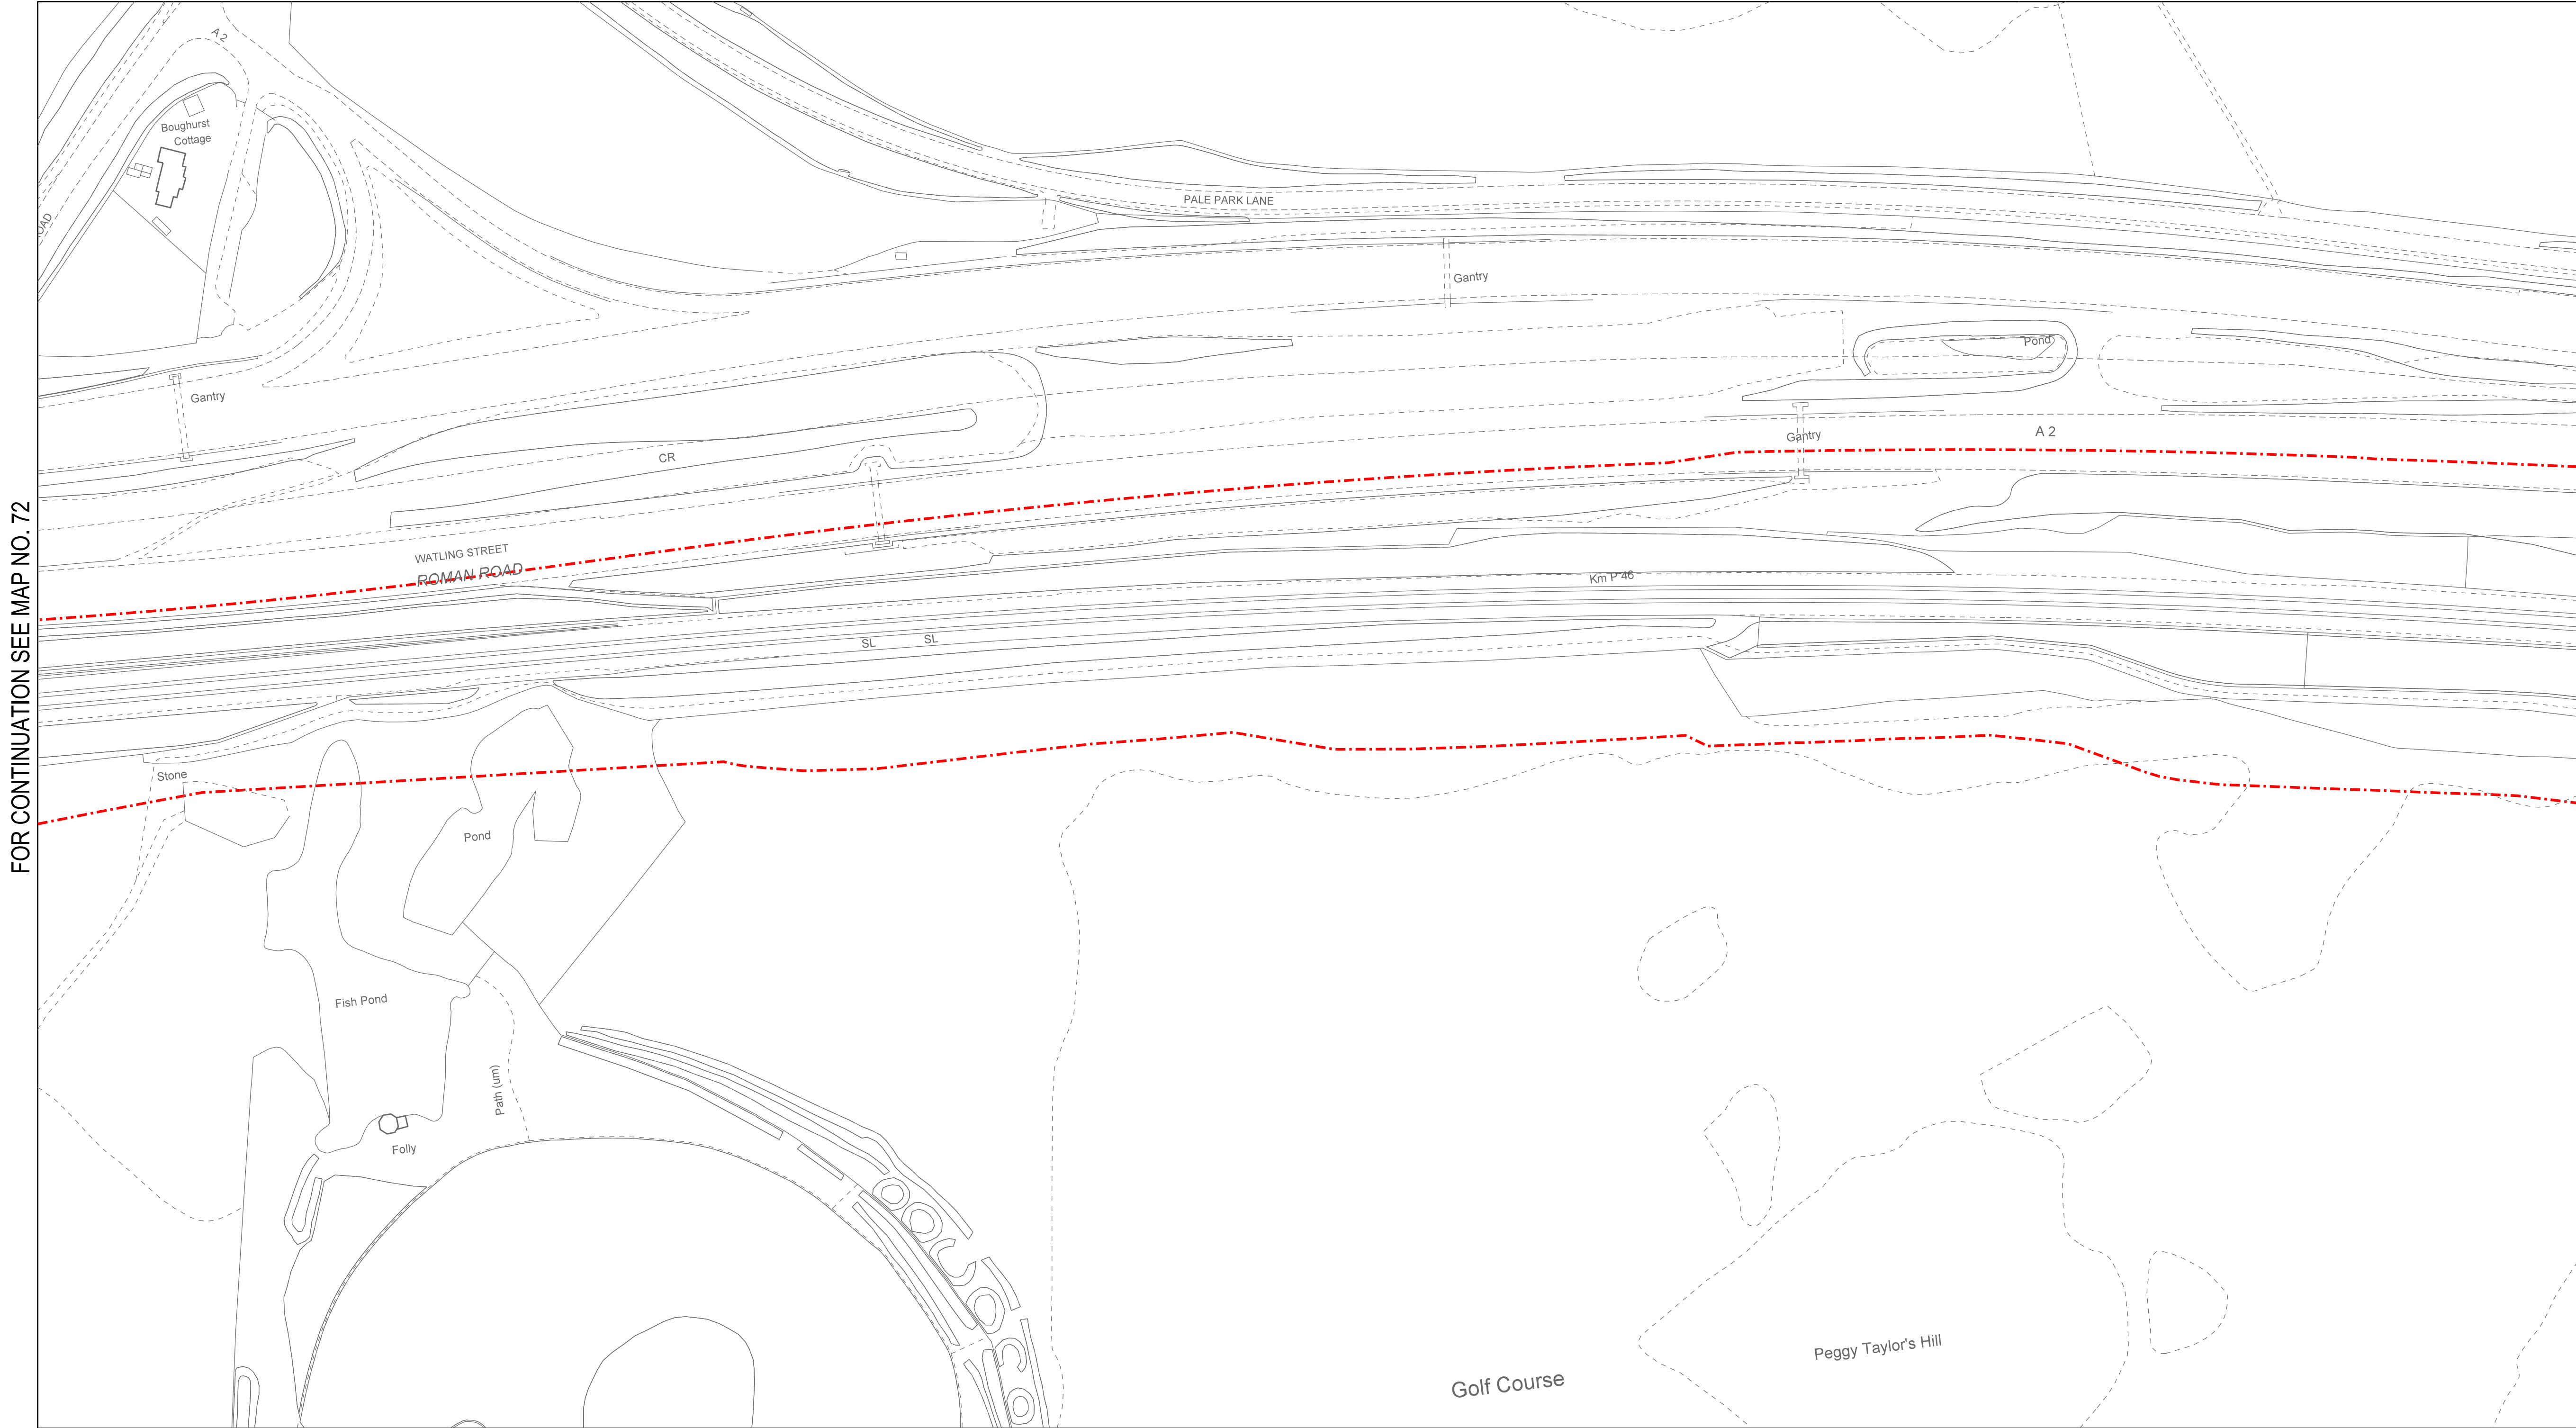 A 2
Boughurst
Cottage
PALE PARK LANE
Gantry
Pond
Gantry
Gantry
A 2
CR
WATLING STREET
ROMAN ROAD
Km P 46
SL
SL
FOR CONTINUATION SEE MAP NO. 72
Stone
Pond
Fish Pond
Path (um)
Folly
Peggy Taylor's Hill
Golf Course